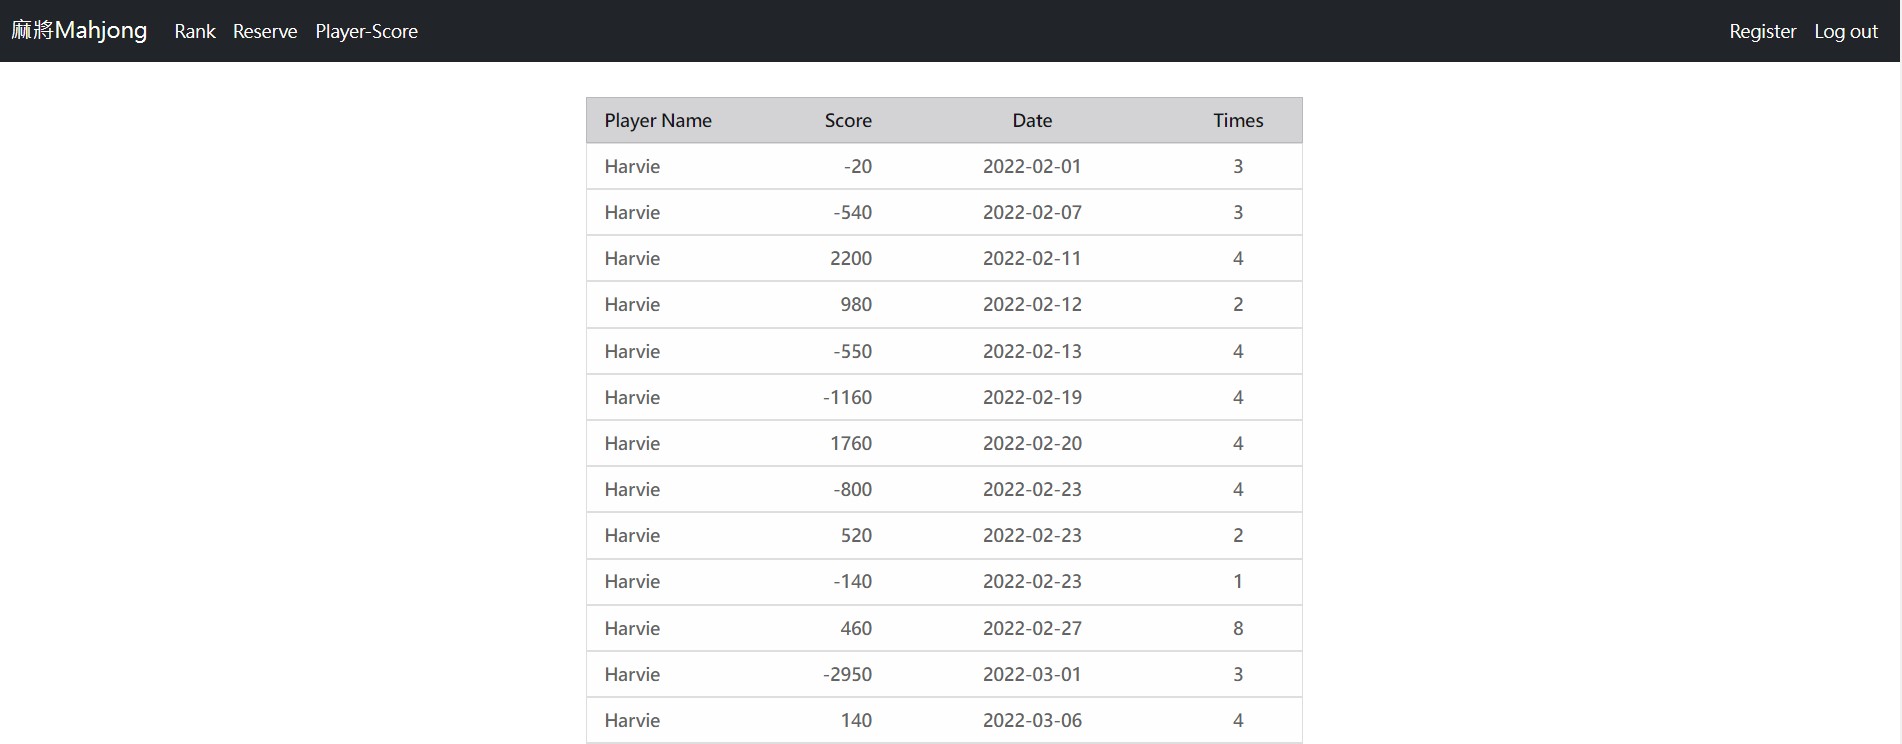 麻將Mahjong Rank Reserve Player-Score Register Log out
Player Name Score Date Times
Harvie -20 2022-02-01 3
Harvie -540 2022-02-07 3
Harvie 2200 2022-02-11 4
Harvie 980 2022-02-12 2
Harvie -550 2022-02-13 4
Harvie -1160 2022-02-19 4
Harvie 1760 2022-02-20 4
Harvie -800 2022-02-23 4
Harvie 520 2022-02-23 2
Harvie -140 2022-02-23 1
Harvie 460 2022-02-27 8
Harvie -2950 2022-03-01 3
Harvie 140 2022-03-06 4